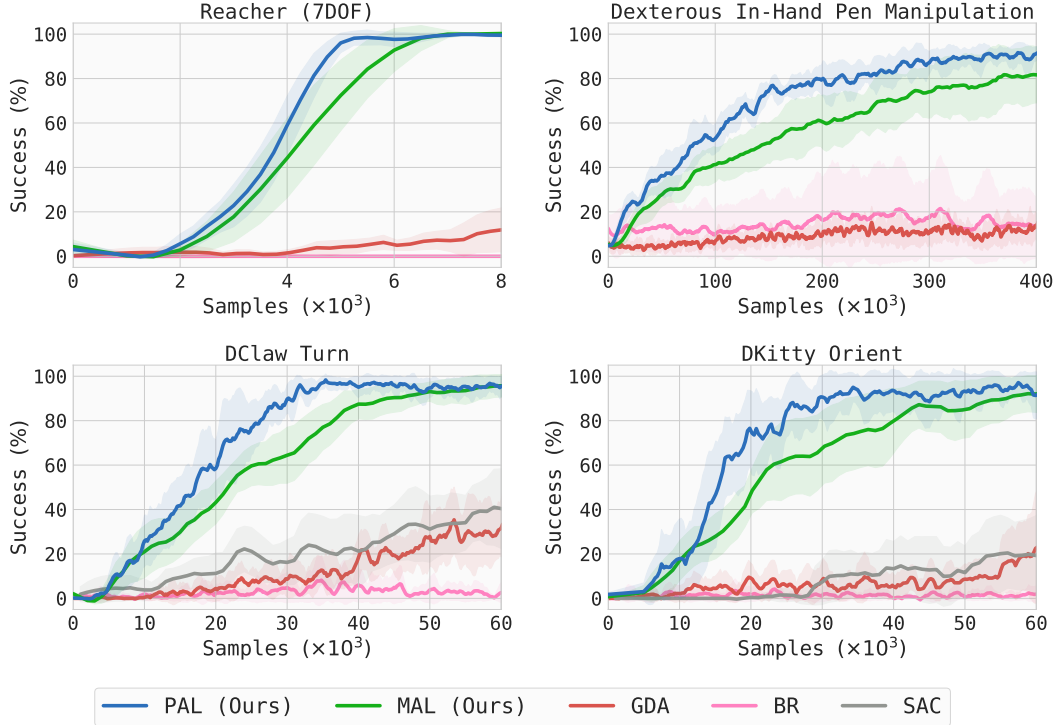 Reacher (7DOF)
Success (%)
100
80
60
40
20
0
0 2 4 6 8
Samples (×10³)
Dexterous In-Hand Pen Manipulation
Success (%)
100
80
60
40
20
0
0 100 200 300 400
Samples (×10³)
DClaw Turn
Success (%)
100
80
60
40
20
0
0 10 20 30 40 50 60
Samples (×10³)
DKitty Orient
Success (%)
100
80
60
40
20
0
0 10 20 30 40 50 60
Samples (×10³)
PAL (Ours) MAL (Ours) GDA BR SAC